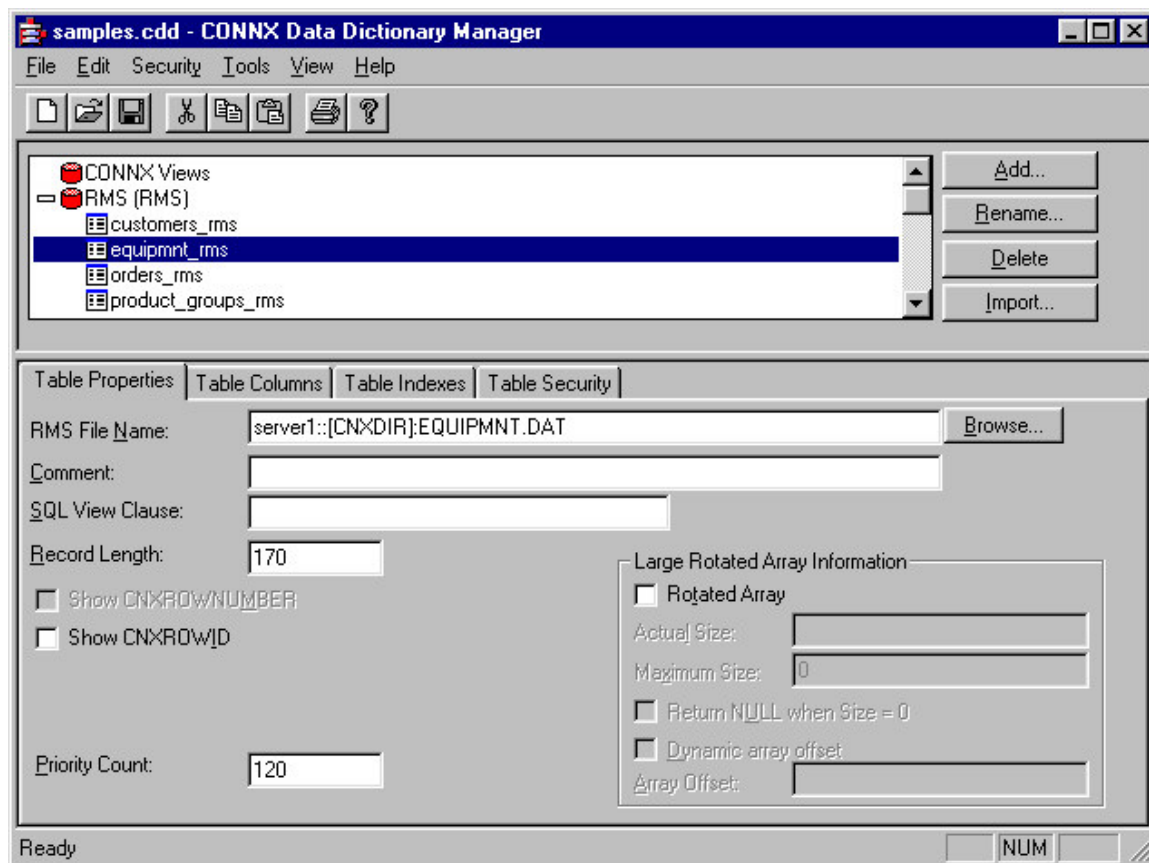 samples.cdd - CONNX Data Dictionary Manager
File Edit Security Tools View Help
CONNX Views
RMS (RMS)
customers_rms
equipmnt_rms
orders_rms
product_groups_rms
Add...
Rename...
Delete
Import...
Table Properties Table Columns Table Indexes Table Security
RMS File Name: server1::[CNXDIR]:EQUIPMNT.DAT Browse...
Comment:
SQL View Clause:
Record Length: 170
Show CNXROWNUMBER
Show CNXROWID
Priority Count: 120
Large Rotated Array Information
Rotated Array
Actual Size:
Maximum Size: 0
Return NULL when Size = 0
Dynamic array offset
Array Offset:
Ready NUM